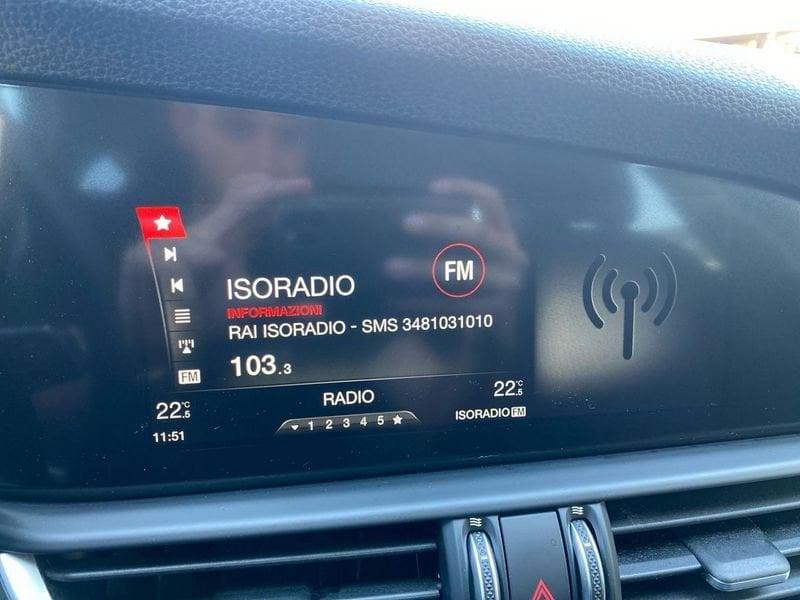 ISORADIO
FM
INFORMAZIONI
RAI ISORADIO - SMS 3481031010
103.3
FM
22.5°C
RADIO
22.5°C
11:51
1 2 3 4 5
ISORADIO FM